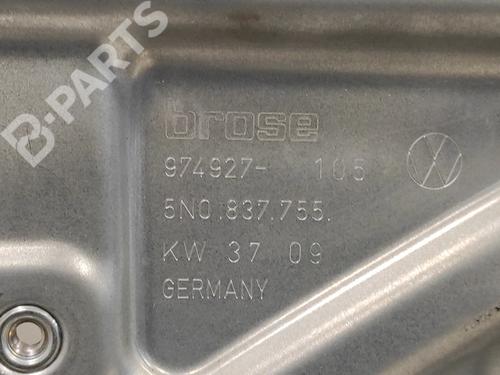 B-PARTS
brose
974927- 105
5N0.837.755.
KW 37 09
GERMANY